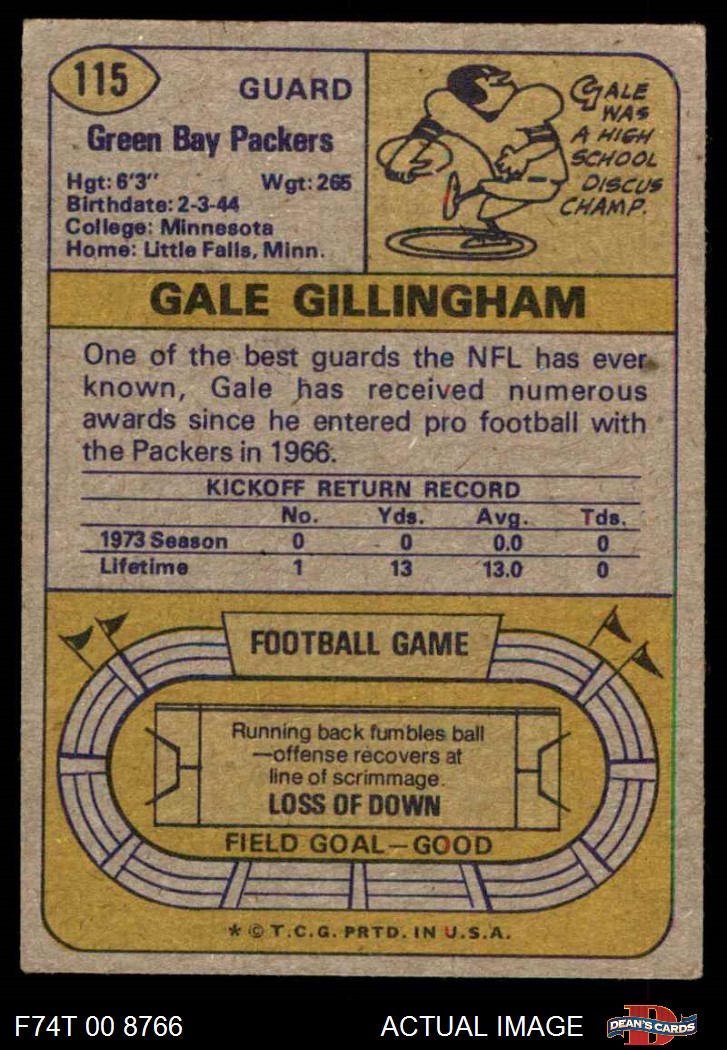 115
GUARD
Green Bay Packers
Hgt: 6'3" Wgt: 265
Birthdate: 2-3-44
College: Minnesota
Home: Little Falls, Minn.
GALE
WAS
A HIGH
SCHOOL
DISCUS
CHAMP.
GALE GILLINGHAM
One of the best guards the NFL has ever
known, Gale has received numerous
awards since he entered pro football with
the Packers in 1966.
KICKOFF RETURN RECORD
No. Yds. Avg. Tds.
1973 Season 0 0 0.0 0
Lifetime 1 13 13.0 0
FOOTBALL GAME
Running back fumbles ball
—offense recovers at
line of scrimmage.
LOSS OF DOWN
FIELD GOAL—GOOD
* © T.C.G. PRTD. IN U.S.A.
F74T 00 8766 ACTUAL IMAGE D DEAN'S CARDS